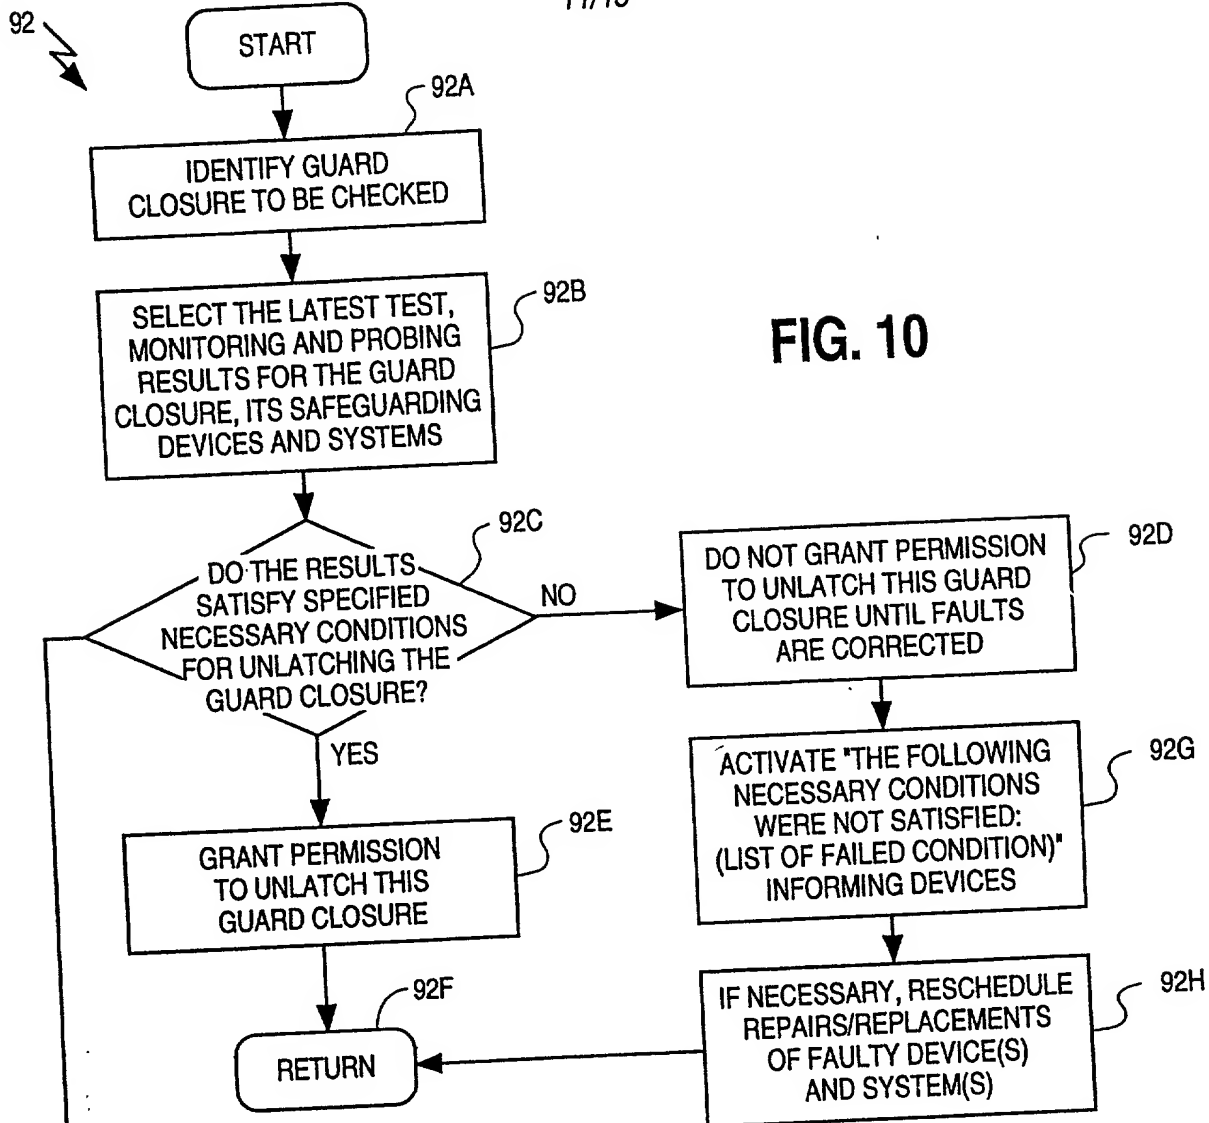 92
START
92A
IDENTIFY GUARD
CLOSURE TO BE CHECKED
92B
SELECT THE LATEST TEST,
MONITORING AND PROBING
RESULTS FOR THE GUARD
CLOSURE, ITS SAFEGUARDING
DEVICES AND SYSTEMS
FIG. 10
92C
DO THE RESULTS
SATISFY SPECIFIED
NECESSARY CONDITIONS
FOR UNLATCHING THE
GUARD CLOSURE?
NO
YES
92D
DO NOT GRANT PERMISSION
TO UNLATCH THIS GUARD
CLOSURE UNTIL FAULTS
ARE CORRECTED
92G
ACTIVATE "THE FOLLOWING
NECESSARY CONDITIONS
WERE NOT SATISFIED:
(LIST OF FAILED CONDITION)"
INFORMING DEVICES
92E
GRANT PERMISSION
TO UNLATCH THIS
GUARD CLOSURE
92F
RETURN
92H
IF NECESSARY, RESCHEDULE
REPAIRS/REPLACEMENTS
OF FAULTY DEVICE(S)
AND SYSTEM(S)